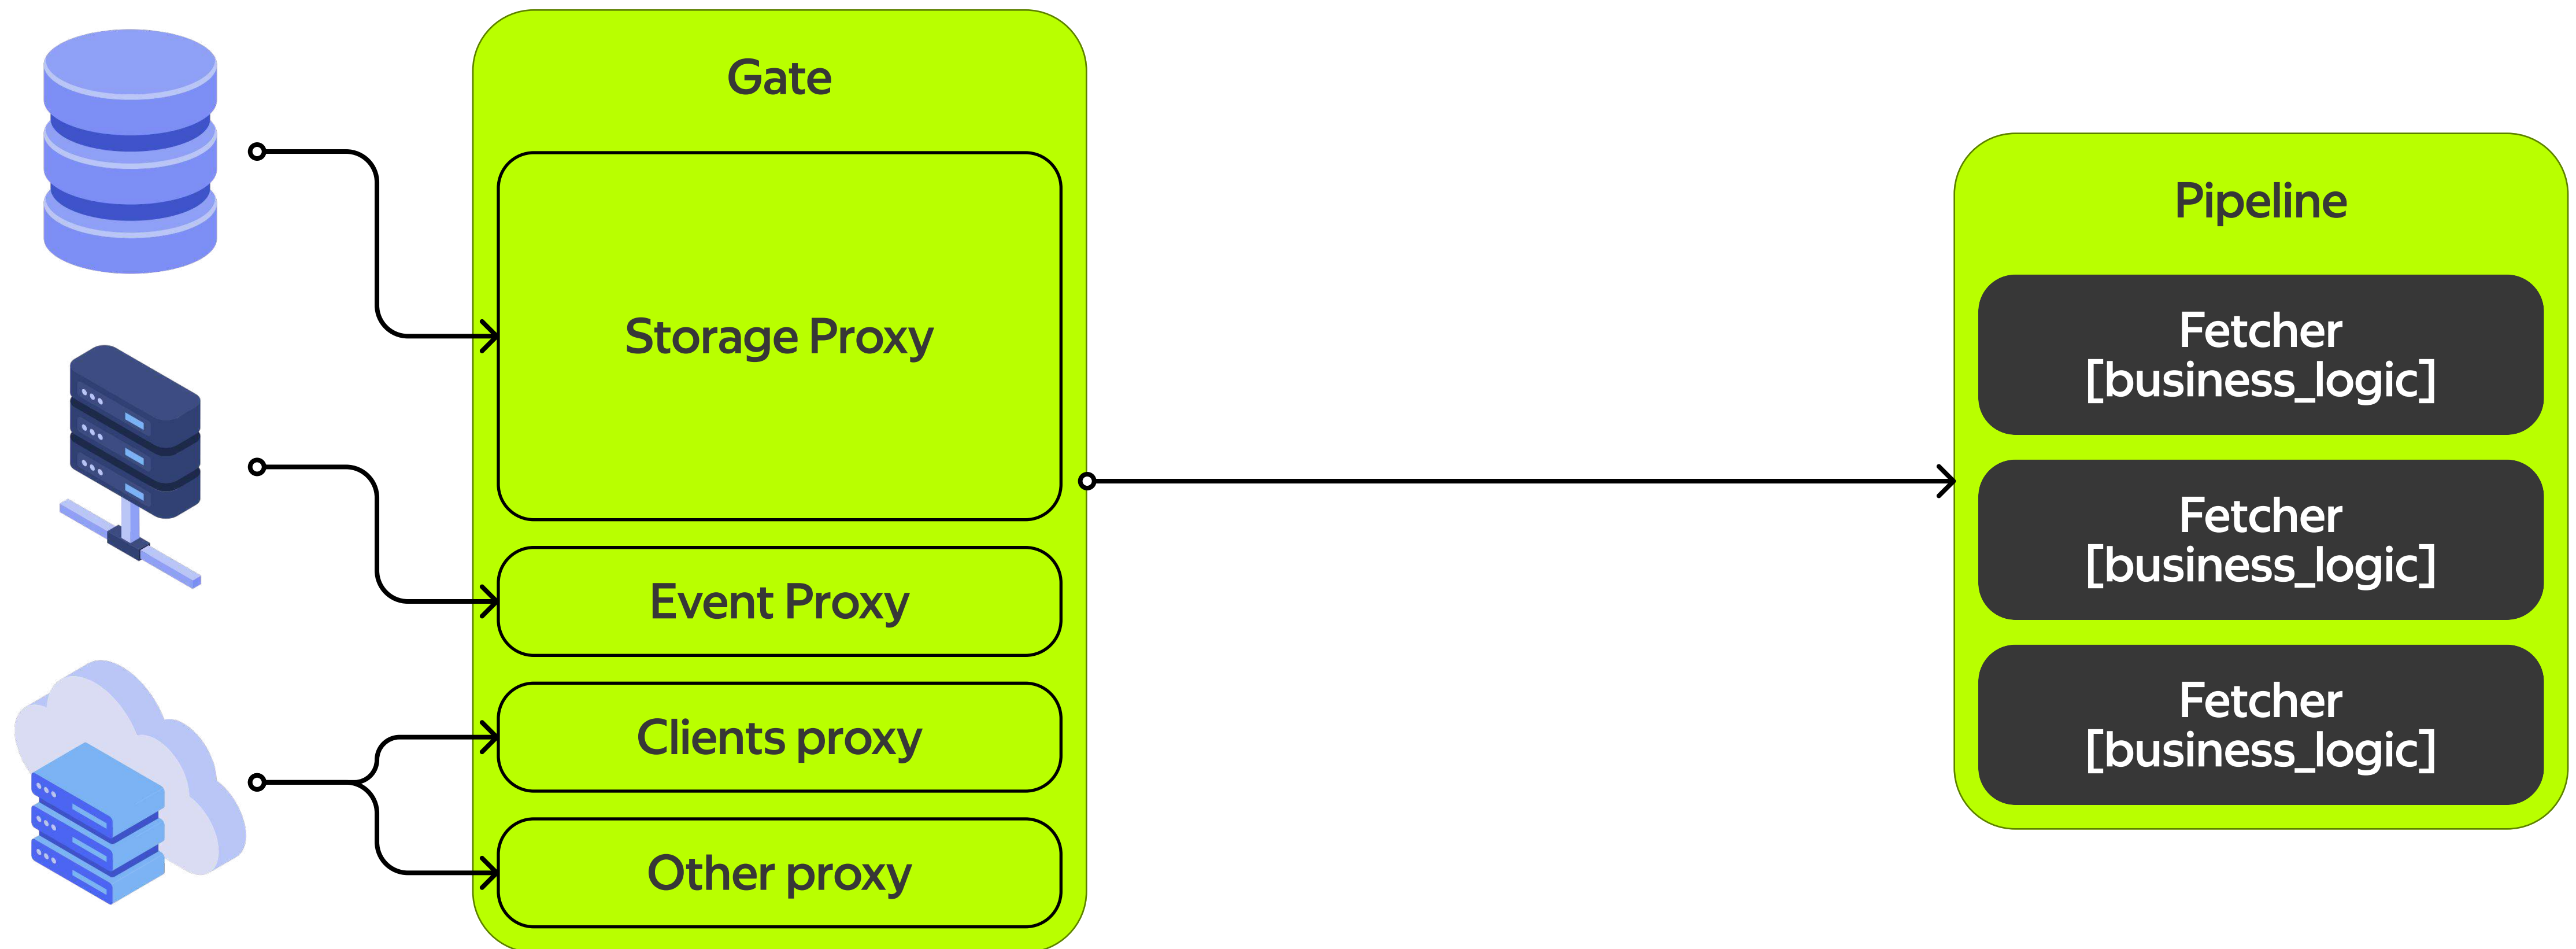 Gate
Storage Proxy
Event Proxy
Clients proxy
Other proxy
Pipeline
Fetcher
[business_logic]
Fetcher
[business_logic]
Fetcher
[business_logic]